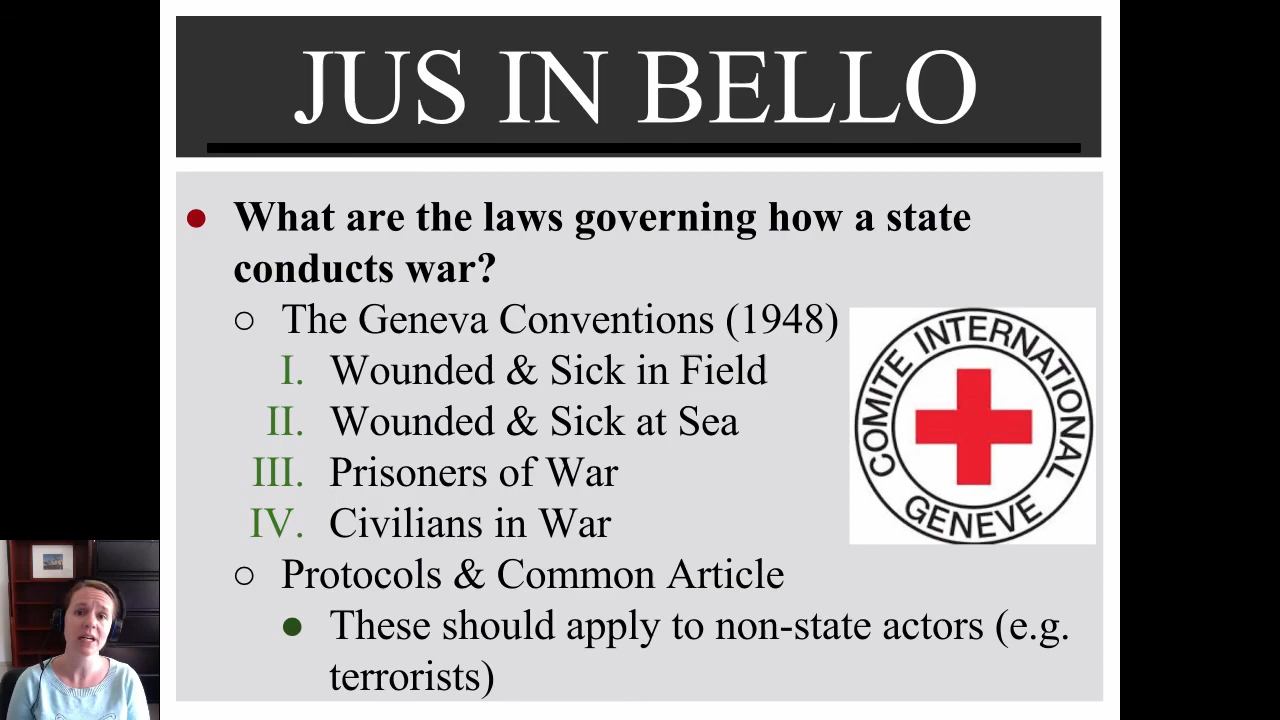 JUS IN BELLO
● What are the laws governing how a state
conducts war?
○ The Geneva Conventions (1948)
I. Wounded & Sick in Field
II. Wounded & Sick at Sea
III. Prisoners of War
IV. Civilians in War
○ Protocols & Common Article
● These should apply to non-state actors (e.g.
terrorists)
COMITE INTERNATIONAL
GENEVE